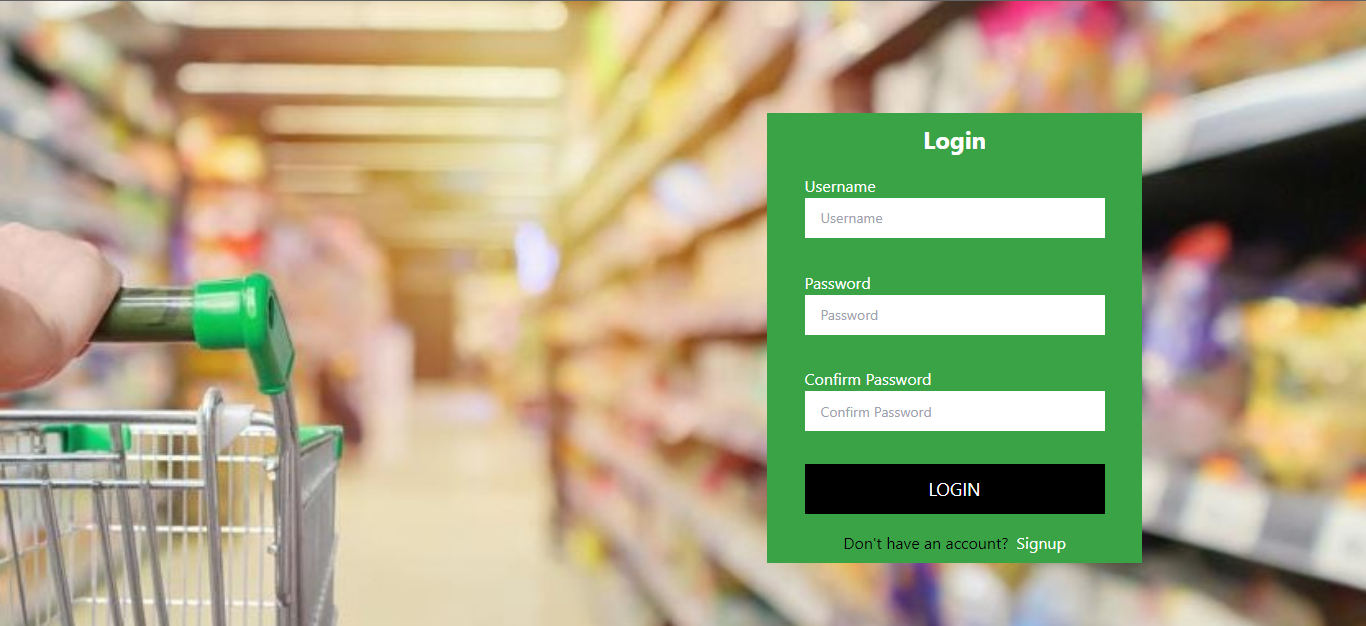 Login
Username
Username
Password
Password
Confirm Password
Confirm Password
LOGIN
Don't have an account? Signup